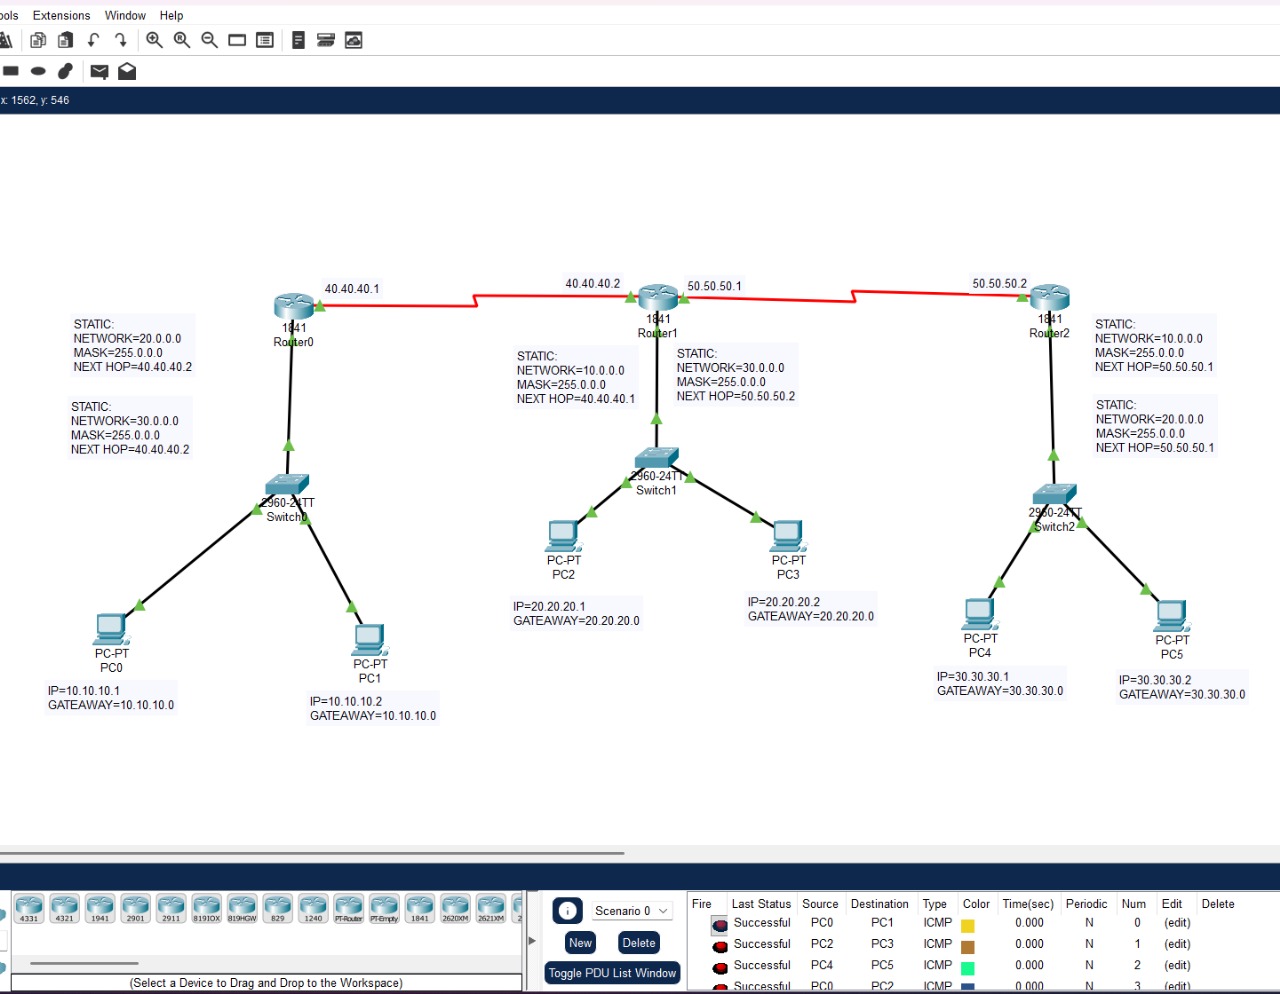 ools Extensions Window Help
x: 1562, y: 546
40.40.40.1
40.40.40.2
50.50.50.1
50.50.50.2
1841
Router0
1841
Router1
1841
Router2
STATIC:
NETWORK=20.0.0.0
MASK=255.0.0.0
NEXT HOP=40.40.40.2
STATIC:
NETWORK=30.0.0.0
MASK=255.0.0.0
NEXT HOP=40.40.40.2
STATIC:
NETWORK=10.0.0.0
MASK=255.0.0.0
NEXT HOP=40.40.40.1
STATIC:
NETWORK=30.0.0.0
MASK=255.0.0.0
NEXT HOP=50.50.50.2
STATIC:
NETWORK=10.0.0.0
MASK=255.0.0.0
NEXT HOP=50.50.50.1
STATIC:
NETWORK=20.0.0.0
MASK=255.0.0.0
NEXT HOP=50.50.50.1
2960-24TT
Switch0
2960-24TT
Switch1
2960-24TT
Switch2
PC-PT
PC0
PC-PT
PC1
PC-PT
PC2
PC-PT
PC3
PC-PT
PC4
PC-PT
PC5
IP=10.10.10.1
GATEAWAY=10.10.10.0
IP=10.10.10.2
GATEAWAY=10.10.10.0
IP=20.20.20.1
GATEAWAY=20.20.20.0
IP=20.20.20.2
GATEAWAY=20.20.20.0
IP=30.30.30.1
GATEAWAY=30.30.30.0
IP=30.30.30.2
GATEAWAY=30.30.30.0
4331 4321 1941 2901 2911 819IOX 819HGW 829 1240 PT-Router PT-Empty 1841 2620XM 2621XM 2
(Select a Device to Drag and Drop to the Workspace)
Scenario 0
New Delete
Toggle PDU List Window
Fire Last Status Source Destination Type Color Time(sec) Periodic Num Edit Delete
Successful PC0 PC1 ICMP 0.000 N 0 (edit)
Successful PC2 PC3 ICMP 0.000 N 1 (edit)
Successful PC4 PC5 ICMP 0.000 N 2 (edit)
Successful PC0 PC2 ICMP 0.000 N 3 (edit)